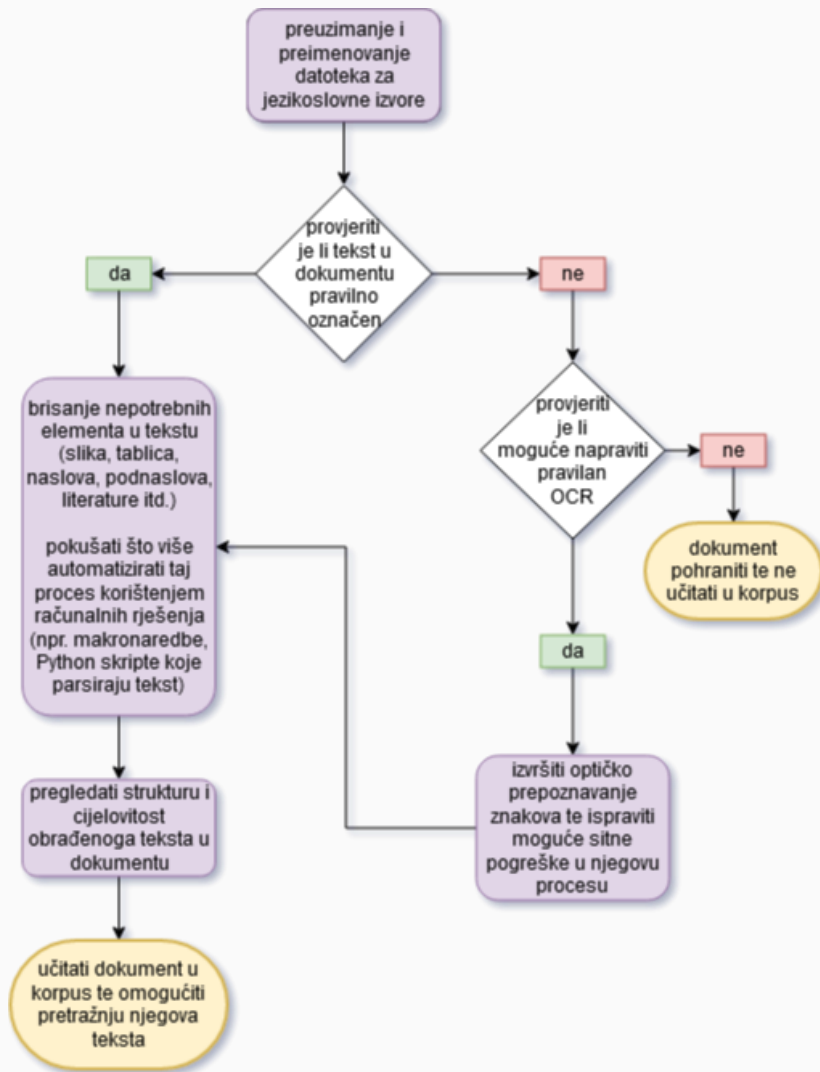 preuzimanje i
preimenovanje
datoteka za
jezikoslovne izvore
provjeriti
je li tekst u
dokumentu
pravilno
označen
da
ne
brisanje nepotrebnih
elementa u tekstu
(slika, tablica,
naslova, podnaslova,
literature itd.)
pokušati što više
automatizirati taj
proces korištenjem
računalnih rješenja
(npr. makronaredbe,
Python skripte koje
parsiraju tekst)
provjeriti
je li
moguće napraviti
pravilan
OCR
ne
dokument
pohraniti te ne
učitati u korpus
da
izvršiti optičko
prepoznavanje
znakova te ispraviti
moguće sitne
pogreške u njegovu
procesu
pregledati strukturu i
cijelovitost
obrađenoga teksta u
dokumentu
učitati dokument u
korpus te omogućiti
pretražnju njegova
teksta